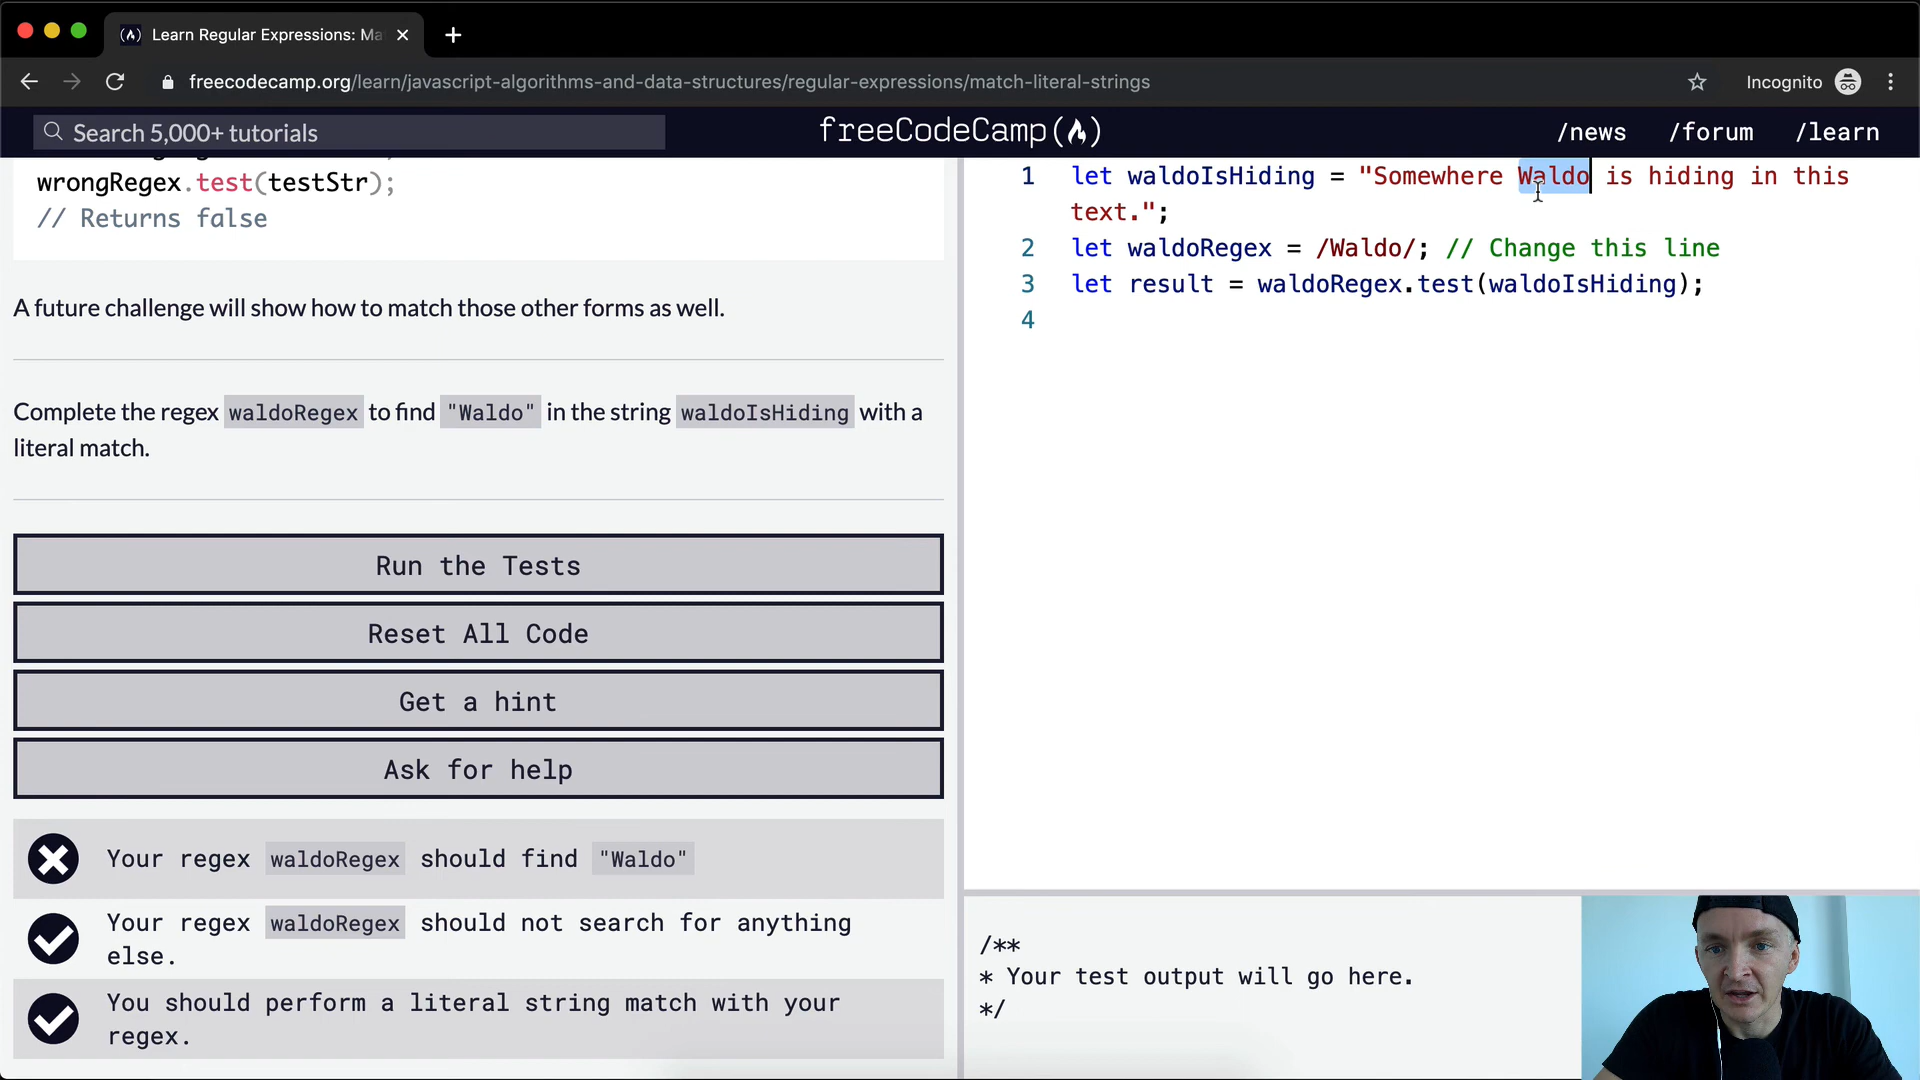 Learn Regular Expressions: Ma
freecodecamp.org/learn/javascript-algorithms-and-data-structures/regular-expressions/match-literal-strings
Incognito
Search 5,000+ tutorials
freeCodeCamp
/news /forum /learn
wrongRegex.test(testStr);
// Returns false
A future challenge will show how to match those other forms as well.
Complete the regex waldoRegex to find "Waldo" in the string waldoIsHiding with a
literal match.
Run the Tests
Reset All Code
Get a hint
Ask for help
Your regex waldoRegex should find "Waldo"
Your regex waldoRegex should not search for anything
else.
You should perform a literal string match with your
regex.
1 let waldoIsHiding = "Somewhere Waldo is hiding in this
text.";
2 let waldoRegex = /Waldo/; // Change this line
3 let result = waldoRegex.test(waldoIsHiding);
4
/**
* Your test output will go here.
*/